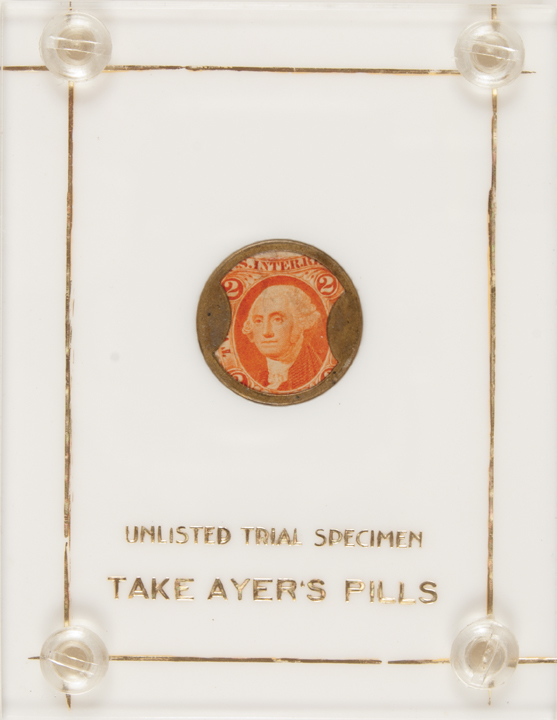 .S. INTER. R
2 2
UNLISTED TRIAL SPECIMEN
TAKE AYER'S PILLS